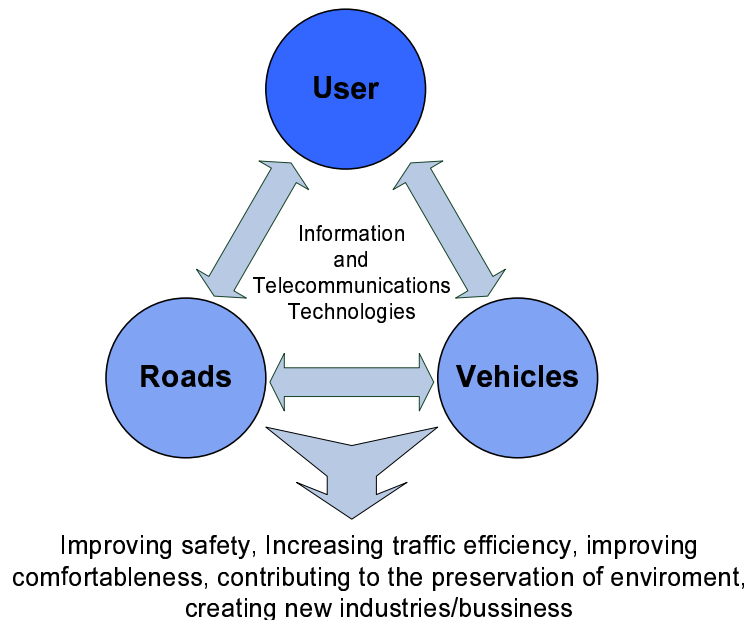 User
Information
and
Telecommunications
Technologies
Roads
Vehicles
Improving safety, Increasing traffic efficiency, improving
comfortableness, contributing to the preservation of enviroment,
creating new industries/bussiness